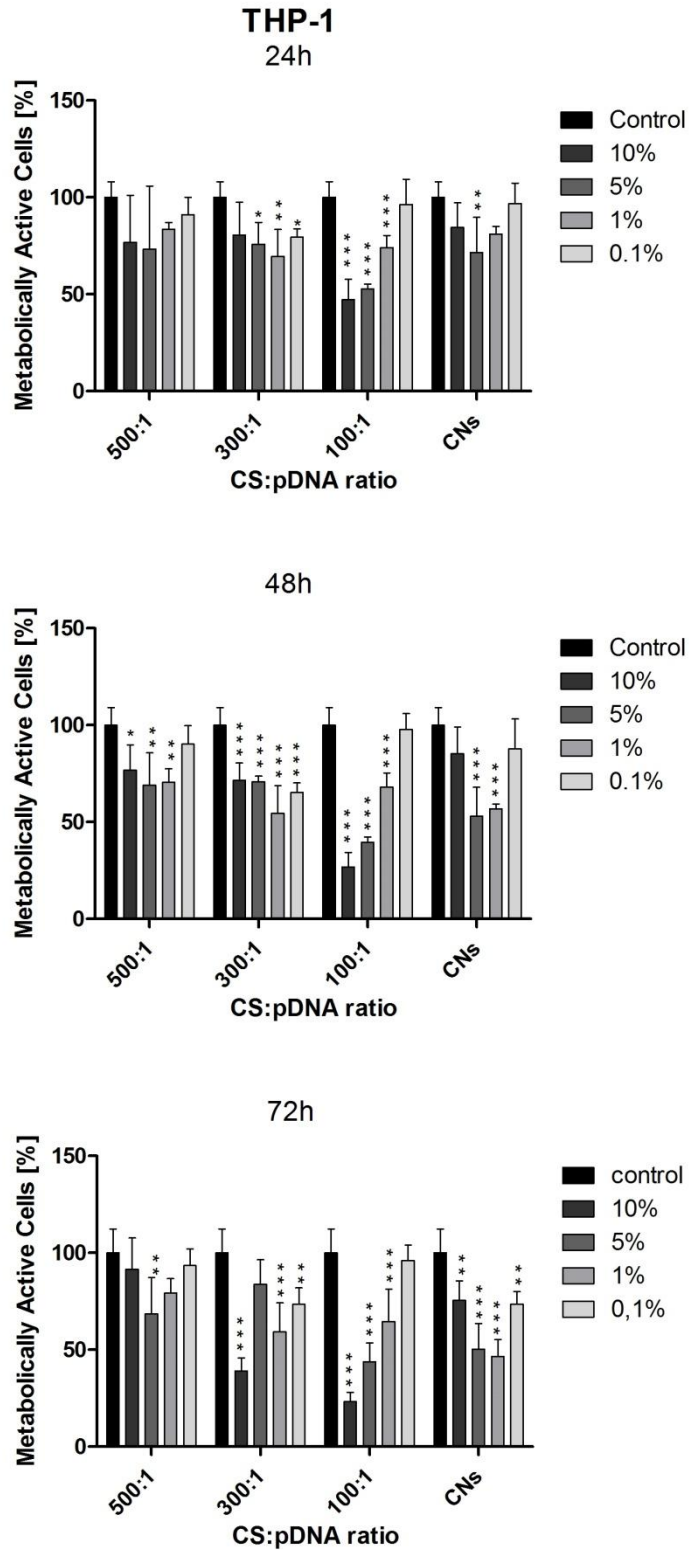 THP-1
24h
Metabolically Active Cells [%]
150
100
50
0
* * * *
* * * * * * * * *
* *
500:1 300:1 100:1 CNs
CS:pDNA ratio
Control
10%
5%
1%
0.1%
48h
Metabolically Active Cells [%]
150
100
50
0
* ** **
*** *** *** ***
*** *** ***
*** ***
500:1 300:1 100:1 CNs
CS:pDNA ratio
Control
10%
5%
1%
0.1%
72h
Metabolically Active Cells [%]
150
100
50
0
**
*** *** **
*** *** ***
** *** *** **
500:1 300:1 100:1 CNs
CS:pDNA ratio
control
10%
5%
1%
0,1%